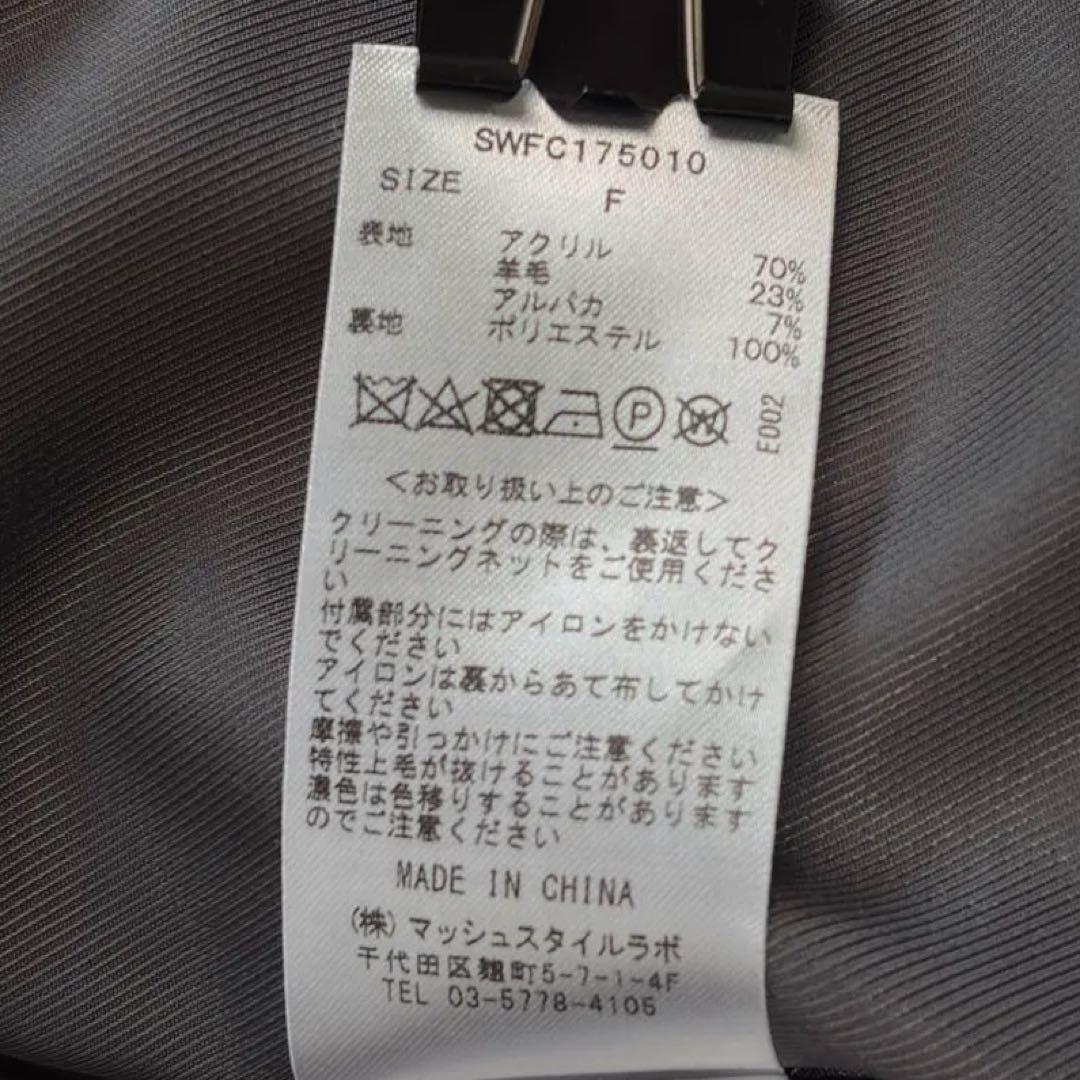 SWFC175010
SIZE F
表地 アクリル 70%
羊毛 23%
アルパカ 7%
裏地 ポリエステル 100%
P W E002
<お取り扱い上のご注意>
クリーニングの際は、裏返してク
リーニングネットをご使用くださ
い
付属部分にはアイロンをかけない
でください
アイロンは裏からあて布してかけ
てください
摩擦や引っかけにご注意ください
特性上毛が抜けることがあります
濃色は色移りすることがあります
のでご注意ください
MADE IN CHINA
(株)マッシュスタイルラボ
千代田区麹町5-7-1-4F
TEL 03-5778-4105